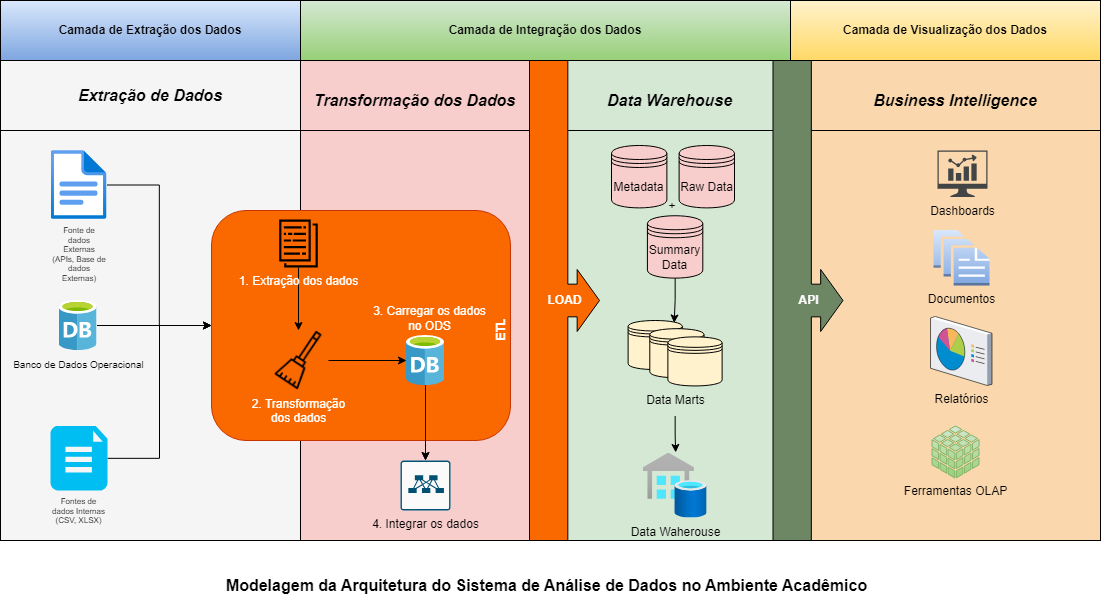 Camada de Extração dos Dados
Camada de Integração dos Dados
Camada de Visualização dos Dados
Extração de Dados
Transformação dos Dados
Data Warehouse
Business Intelligence
Fonte de
dados
Externas
(APIs, Base de
dados
Externas)
DB
Banco de Dados Operacional
Fontes de
dados Internas
(CSV, XLSX)
1. Extração dos dados
2. Transformação
dos dados
3. Carregar os dados
no ODS
DB
ETL
4. Integrar os dados
LOAD
Metadata
Raw Data
+
Summary
Data
Data Marts
Data Waherouse
API
Dashboards
Documentos
Relatórios
Ferramentas OLAP
Modelagem da Arquitetura do Sistema de Análise de Dados no Ambiente Acadêmico